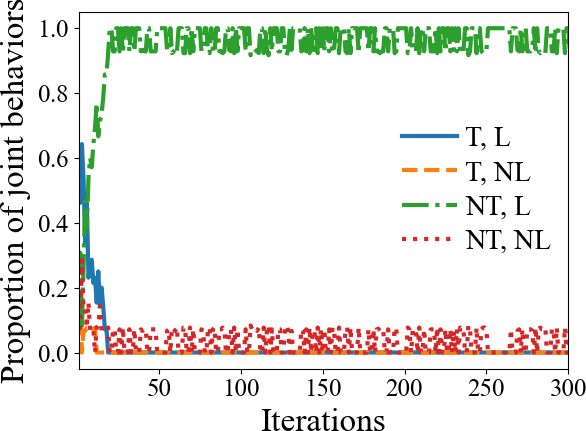 Proportion of joint behaviors
1.0
0.8
0.6
0.4
0.2
0.0
T, L
T, NL
NT, L
NT, NL
50
100
150
200
250
300
Iterations